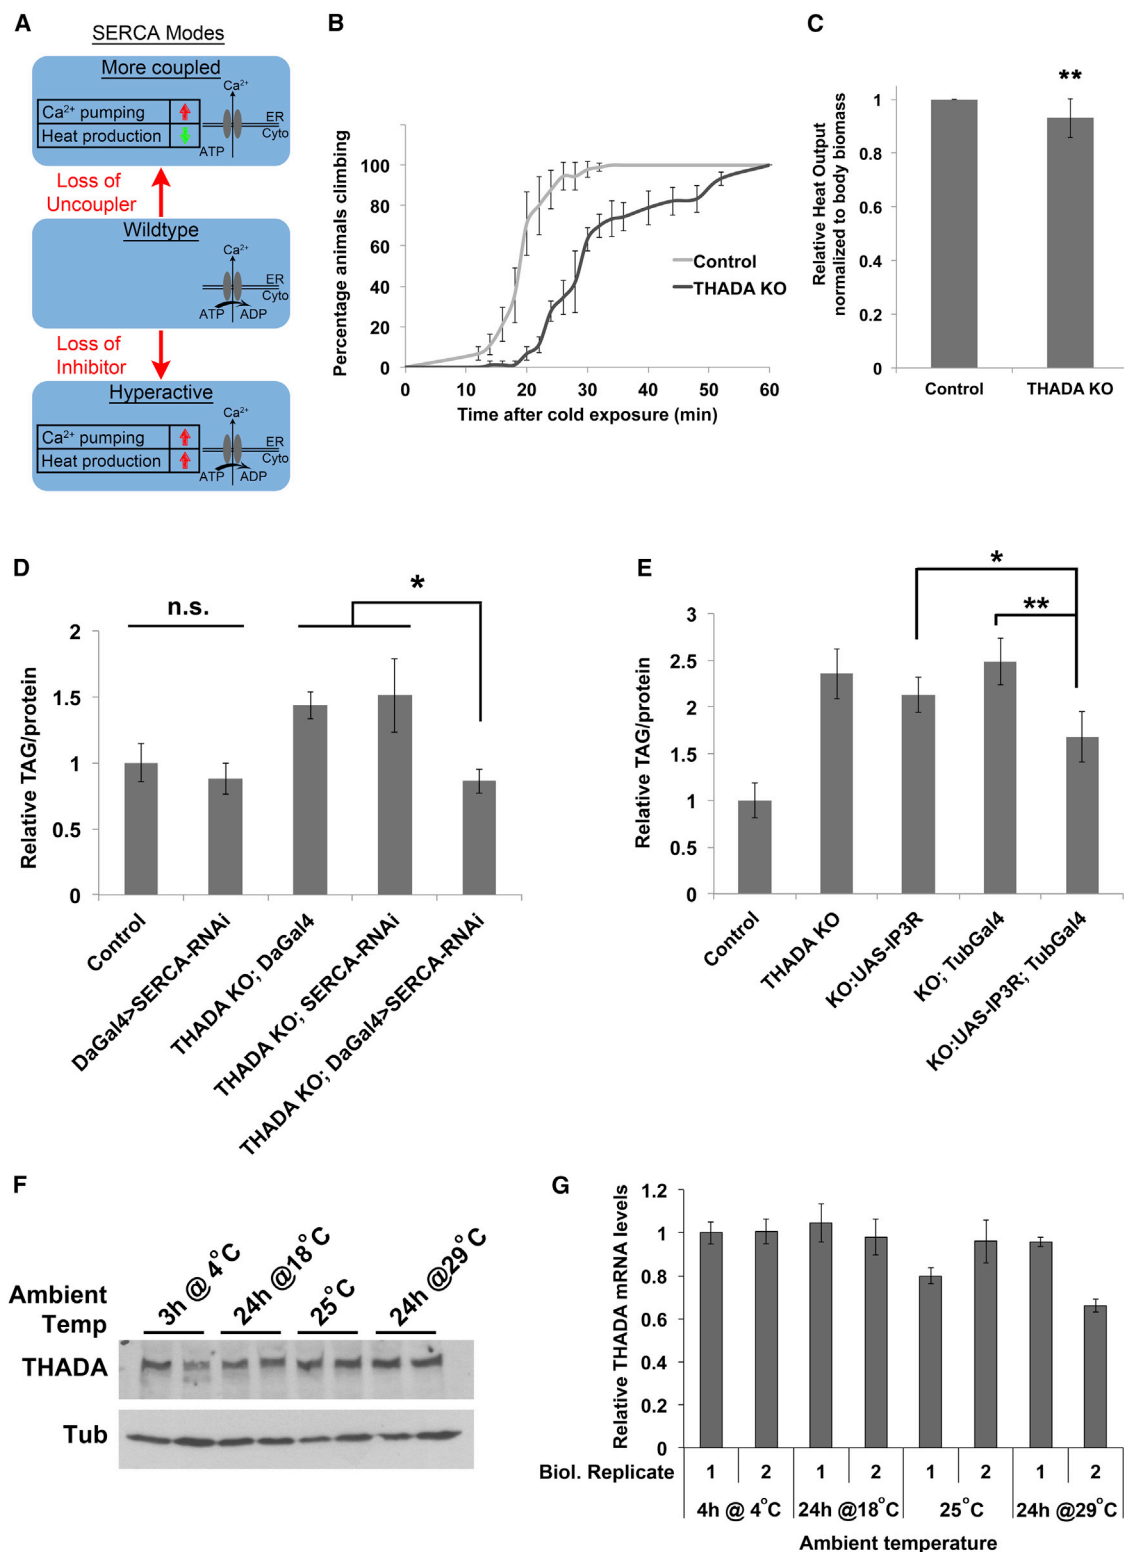 A
SERCA Modes
More coupled
Ca²⁺
Ca²⁺ pumping
Heat production
ER
Cyto
ATP
Loss of
Uncoupler
Wildtype
Ca²⁺
ER
Cyto
ATP ADP
Loss of
Inhibitor
Hyperactive
Ca²⁺
Ca²⁺ pumping
Heat production
ER
Cyto
ATP ADP
B
Percentage animals climbing
100
80
60
40
20
0
0 10 20 30 40 50 60
Time after cold exposure (min)
Control
THADA KO
C
Relative Heat Output
normalized to body biomass
**
1
0.8
0.6
0.4
0.2
0
Control THADA KO
D
Relative TAG/protein
n.s.
*
2
1.5
1
0.5
0
Control
DaGal4>SERCA-RNAi
THADA KO; DaGal4
THADA KO; SERCA-RNAi
THADA KO; DaGal4>SERCA-RNAi
E
Relative TAG/protein
*
**
3
2.5
2
1.5
1
0.5
0
Control
THADA KO
KO:UAS-IP3R
KO; TubGal4
KO:UAS-IP3R; TubGal4
F
Ambient
Temp
3h @ 4°C
24h @18°C
25°C
24h @29°C
THADA
Tub
G
Relative THADA mRNA levels
1.2
1
0.8
0.6
0.4
0.2
0
Biol. Replicate 1 2 1 2 1 2 1 2
4h @ 4°C 24h @18°C 25°C 24h @29°C
Ambient temperature